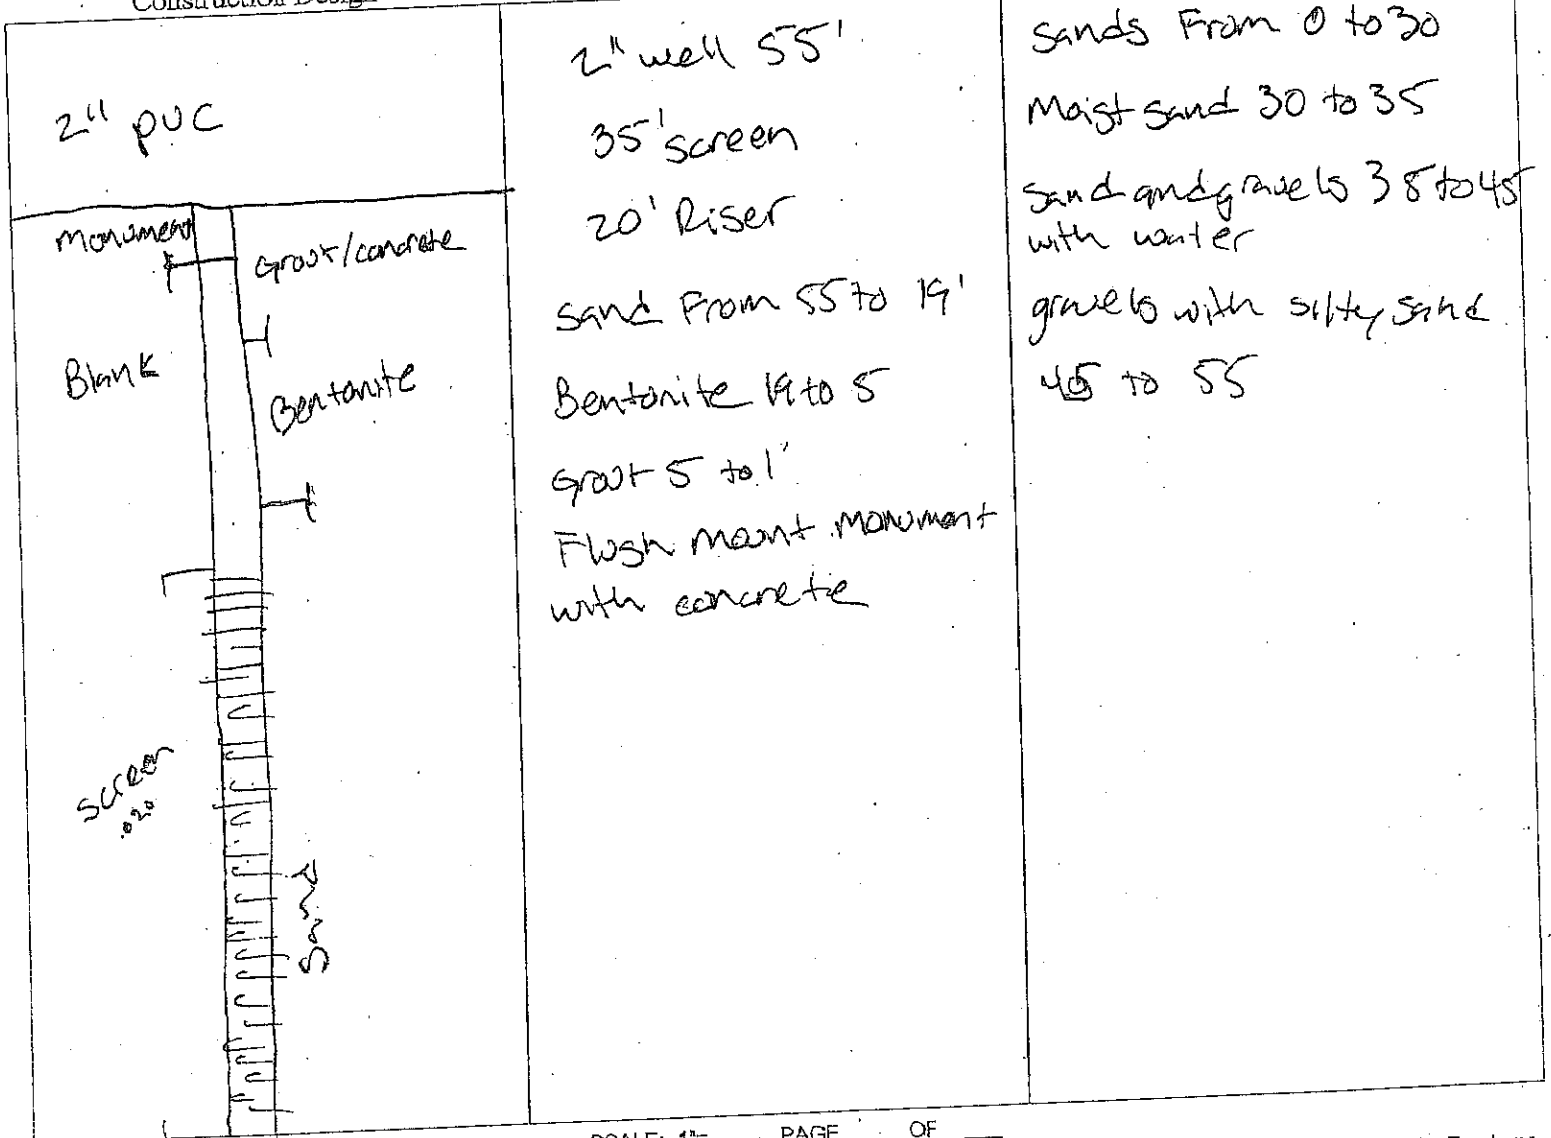 Construction Design
2" PVC
Monument
Grout/concrete
Blank
Bentonite
screen
.020
Sand
2" well 55'
35' screen
20' Riser
Sand From 55 to 19'
Bentonite 19 to 5
Grout 5 to 1'
Flush mount monument
with concrete
Sands From 0 to 30
Moist sand 30 to 35
Sand and gravels 35 to 45
with water
gravels with silty sand
45 to 55
PAGE
OF